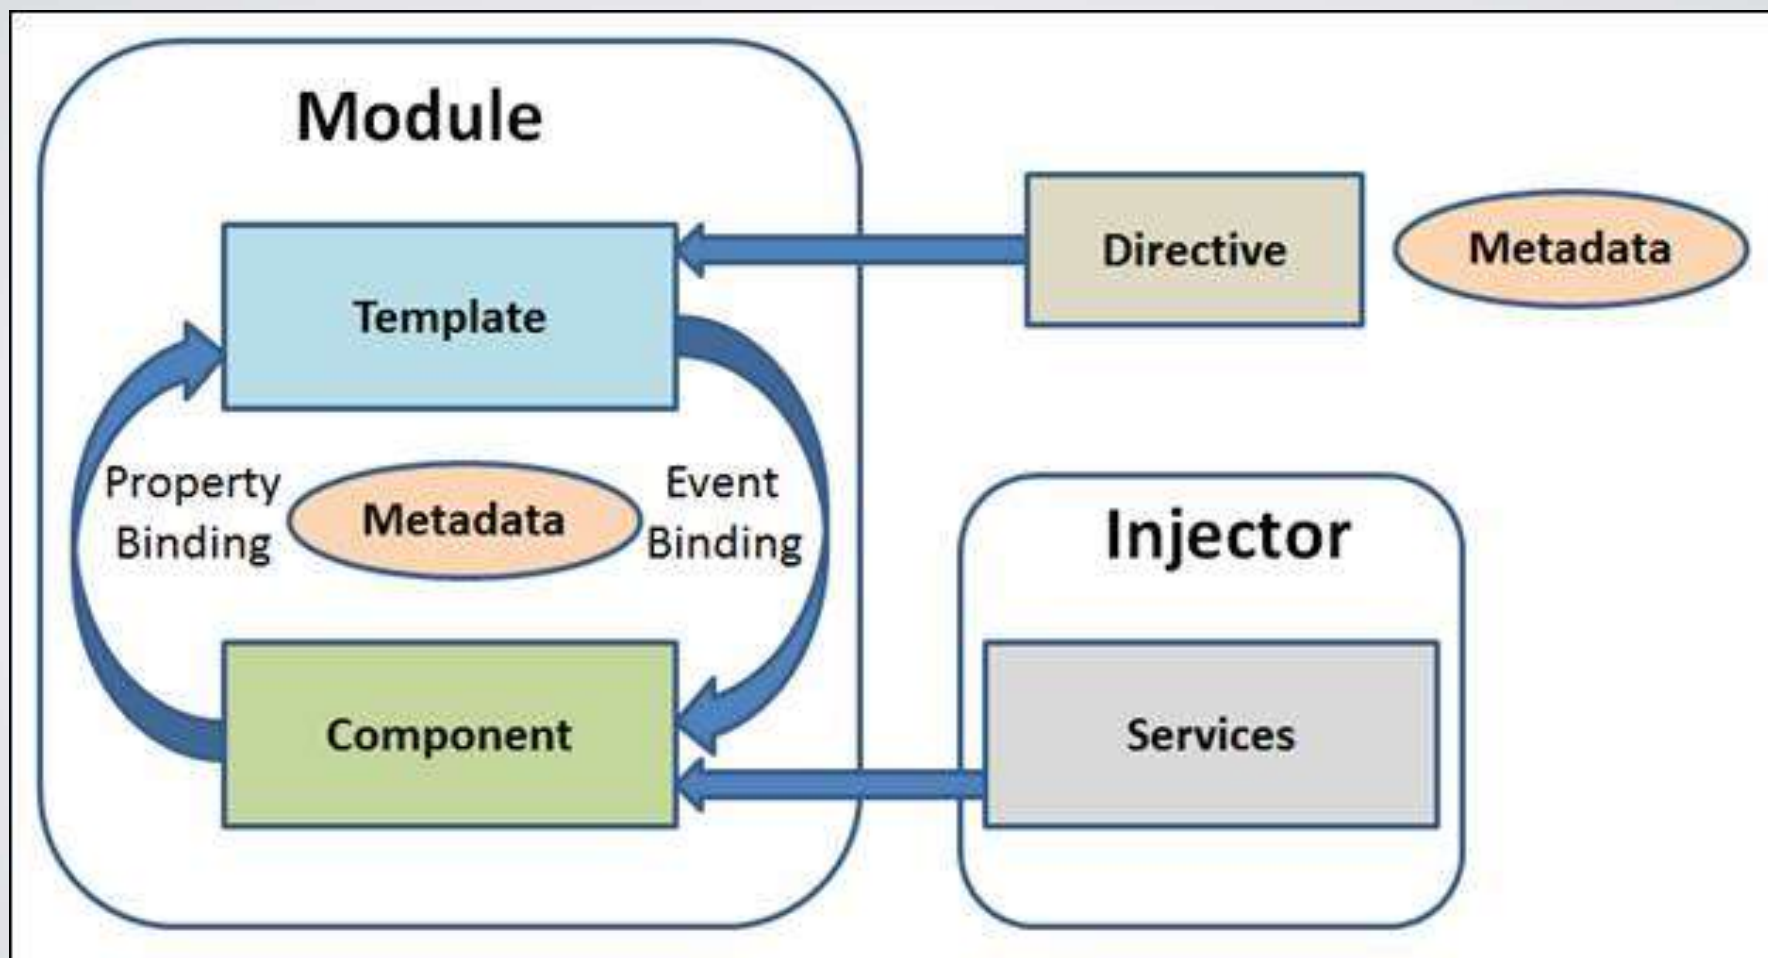 Module
Template
Directive
Metadata
Property
Binding
Metadata
Event
Binding
Component
Injector
Services